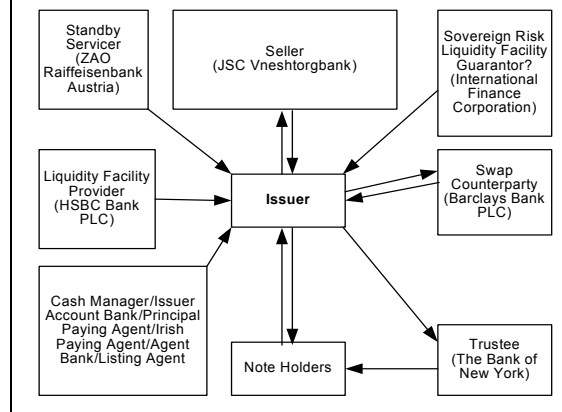 Standby
Servicer
(ZAO
Raiffeisenbank
Austria)
Seller
(JSC Vneshtorgbank)
Sovereign Risk
Liquidity Facility
Guarantor?
(International
Finance
Corporation)
Liquidity Facility
Provider
(HSBC Bank
PLC)
Issuer
Swap
Counterparty
(Barclays Bank
PLC)
Cash Manager/Issuer
Account Bank/Principal
Paying Agent/Irish
Paying Agent/Agent
Bank/Listing Agent
Note Holders
Trustee
(The Bank of
New York)